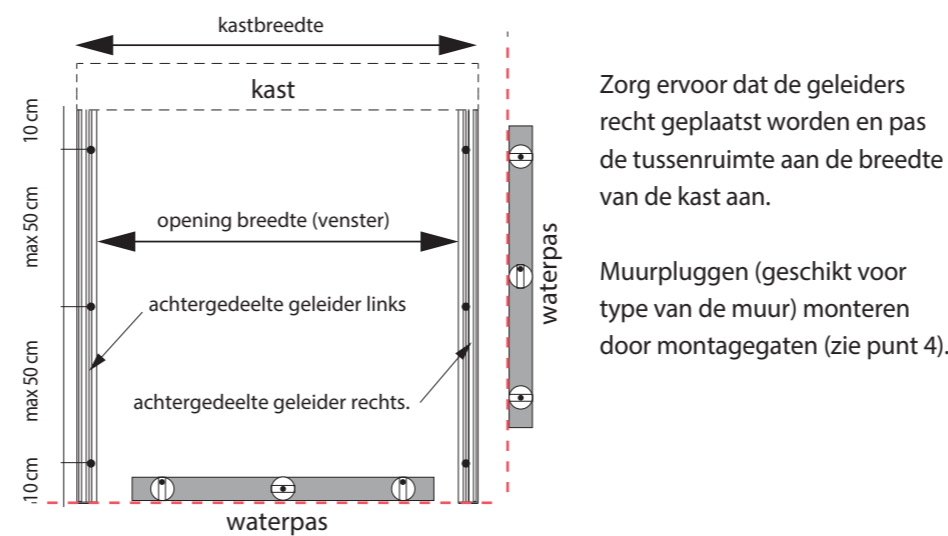 kastbreedte
kast
10 cm
max 50 cm
max 50 cm
10 cm
opening breedte (venster)
achtergedeelte geleider links
achtergedeelte geleider rechts.
waterpas
waterpas
Zorg ervoor dat de geleiders
recht geplaatst worden en pas
de tussenruimte aan de breedte
van de kast aan.
Muurpluggen (geschikt voor
type van de muur) monteren
door montagegaten (zie punt 4).